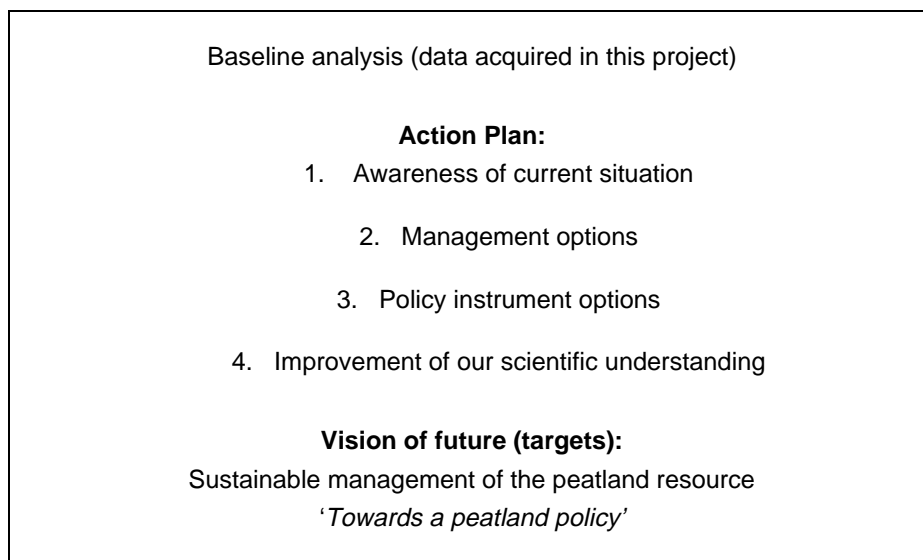 Baseline analysis (data acquired in this project)
Action Plan:
1. Awareness of current situation
2. Management options
3. Policy instrument options
4. Improvement of our scientific understanding
Vision of future (targets):
Sustainable management of the peatland resource
‘Towards a peatland policy’